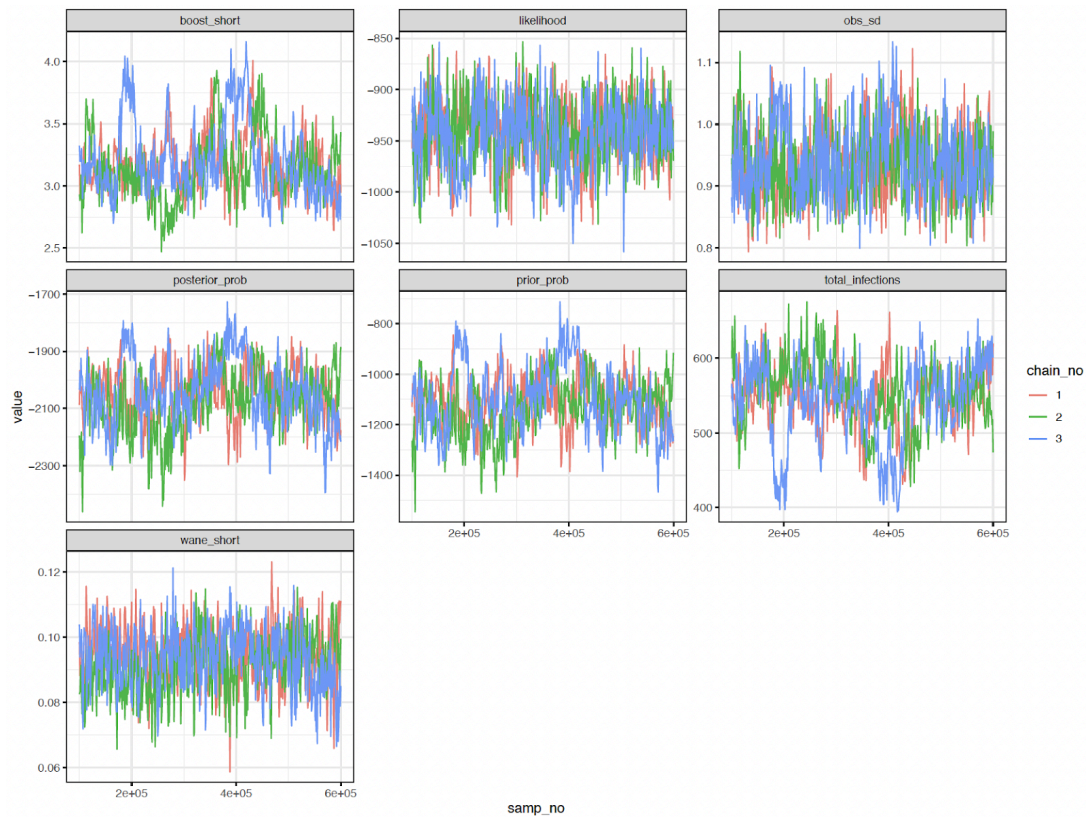 boost_short
likelihood
obs_sd
4.0
3.5
3.0
2.5
−850
−900
−950
−1000
−1050
1.1
1.0
0.9
0.8
posterior_prob
prior_prob
total_infections
−1700
−1900
−2100
−2300
−800
−1000
−1200
−1400
600
500
400
2e+05 4e+05 6e+05
2e+05 4e+05 6e+05
wane_short
0.12
0.10
0.08
0.06
2e+05 4e+05 6e+05
value
samp_no
chain_no
1
2
3